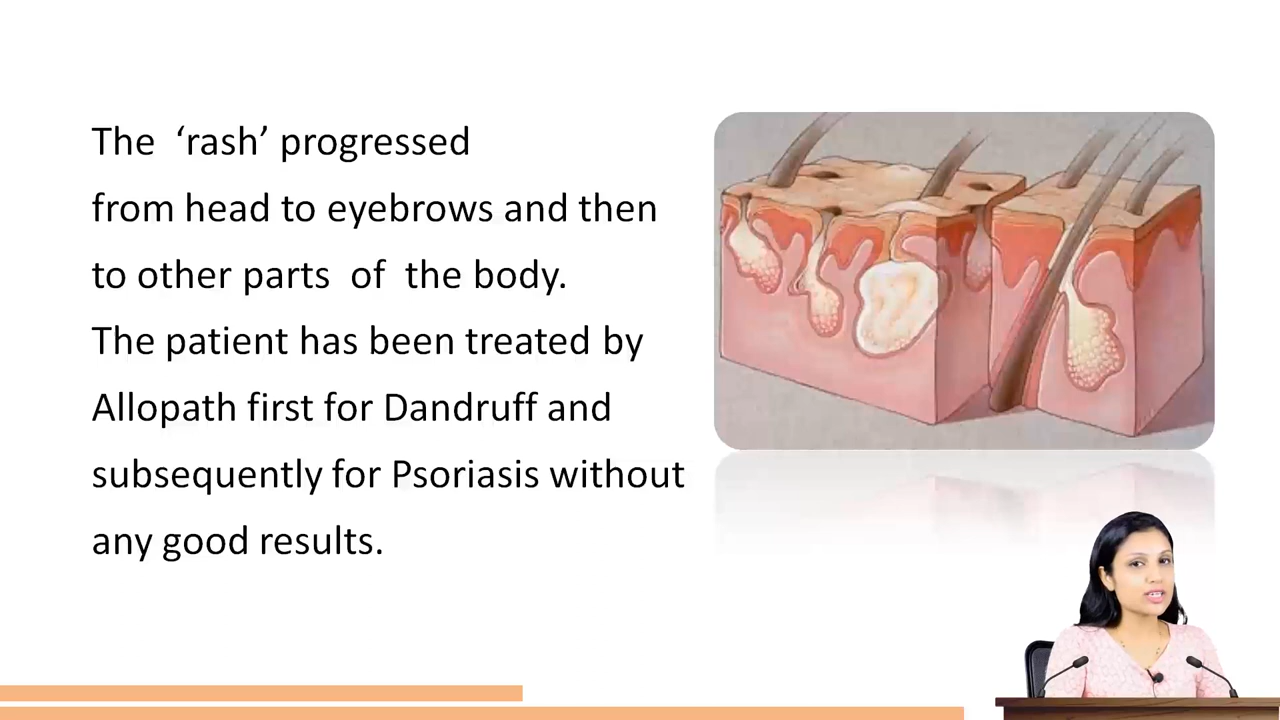 The ‘rash’ progressed
from head to eyebrows and then
to other parts of the body.
The patient has been treated by
Allopath first for Dandruff and
subsequently for Psoriasis without
any good results.